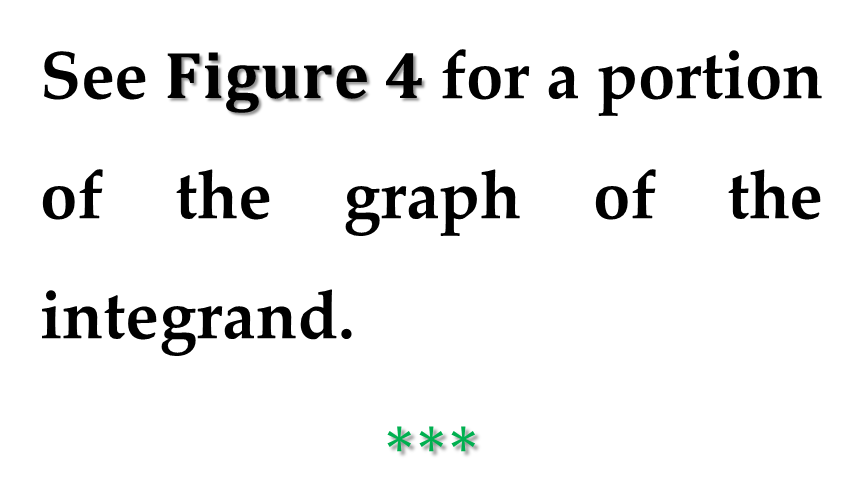 See Figure 4 for a portion
of the graph of the
integrand.
***